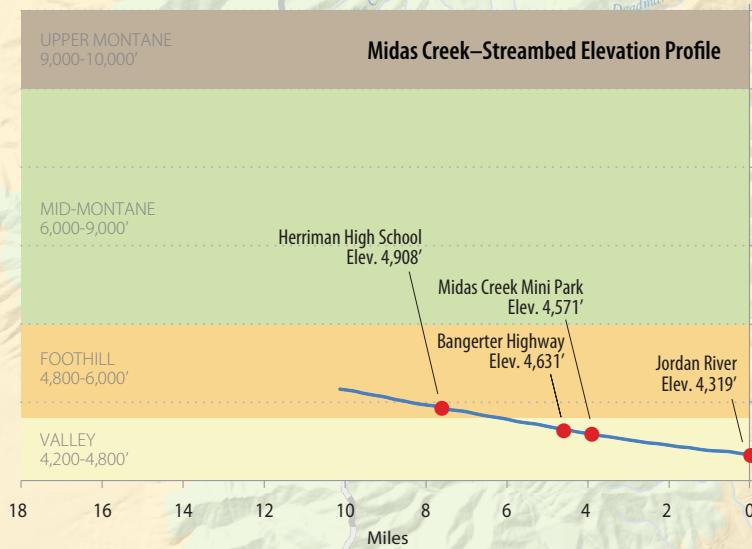 Midas Creek–Streambed Elevation Profile
UPPER MONTANE
9,000-10,000’
MID-MONTANE
6,000-9,000’
Herriman High School
Elev. 4,908’
Midas Creek Mini Park
Elev. 4,571’
Bangerter Highway
Elev. 4,631’
Jordan River
Elev. 4,319’
FOOTHILL
4,800-6,000’
VALLEY
4,200-4,800’
18 16 14 12 10 8 6 4 2 0
Miles